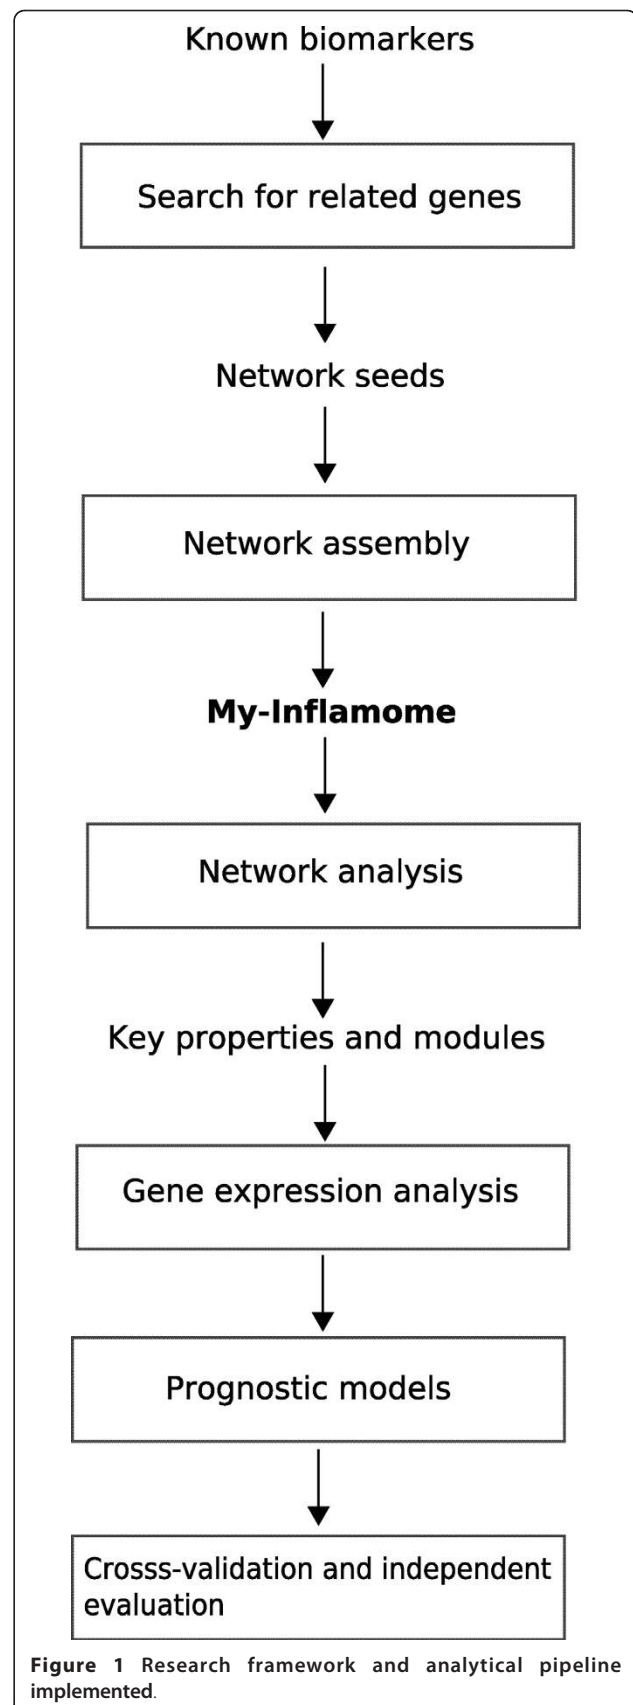 Known biomarkers
Search for related genes
Network seeds
Network assembly
My-Inflamome
Network analysis
Key properties and modules
Gene expression analysis
Prognostic models
Crosss-validation and independent
evaluation
Figure 1 Research framework and analytical pipeline
implemented.